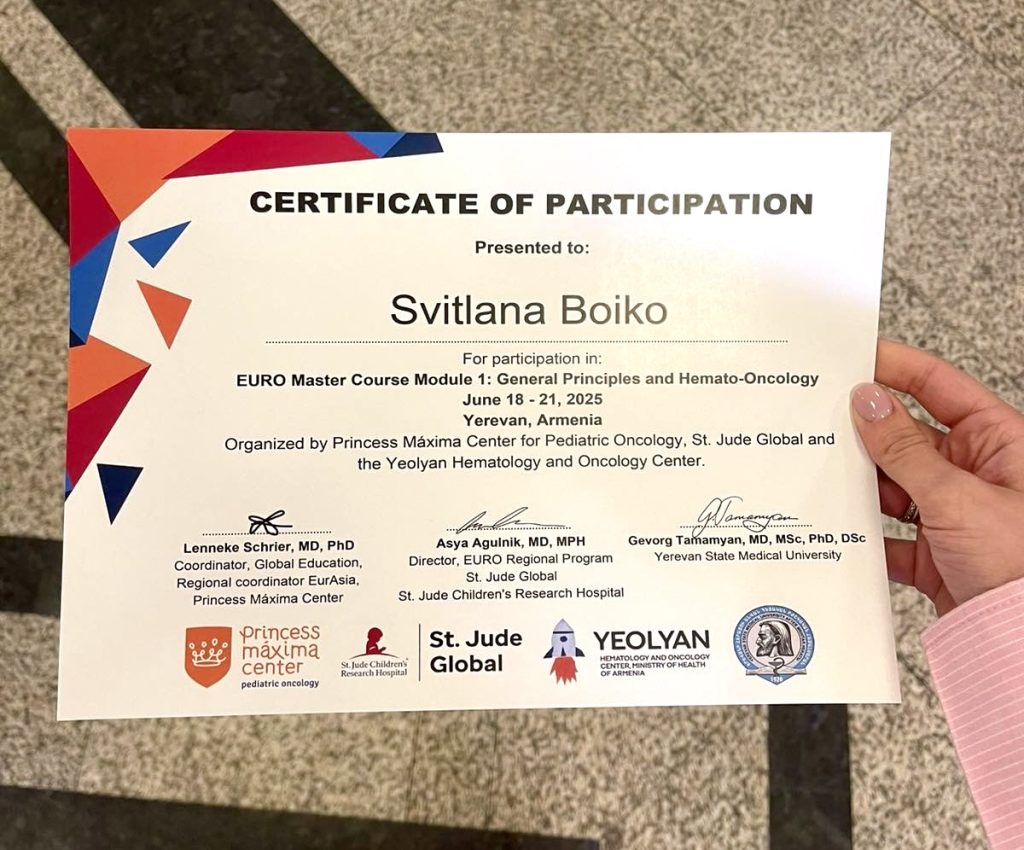 CERTIFICATE OF PARTICIPATION
Presented to:
Svitlana Boiko
For participation in:
EURO Master Course Module 1: General Principles and Hemato-Oncology
June 18 - 21, 2025
Yerevan, Armenia
Organized by Princess Máxima Center for Pediatric Oncology, St. Jude Global and
the Yeolyan Hematology and Oncology Center.
Lenneke Schrier, MD, PhD
Coordinator, Global Education,
Regional coordinator EurAsia,
Princess Máxima Center
Asya Agulnik, MD, MPH
Director, EURO Regional Program
St. Jude Global
St. Jude Children's Research Hospital
GTamamyan
Gevorg Tamamyan, MD, MSc, PhD, DSc
Yerevan State Medical University
princess
máxima
center
pediatric oncology
St. Jude Children's
Research Hospital
St. Jude
Global
YEOLYAN
HEMATOLOGY AND ONCOLOGY
CENTER, MINISTRY OF HEALTH
OF ARMENIA
1920